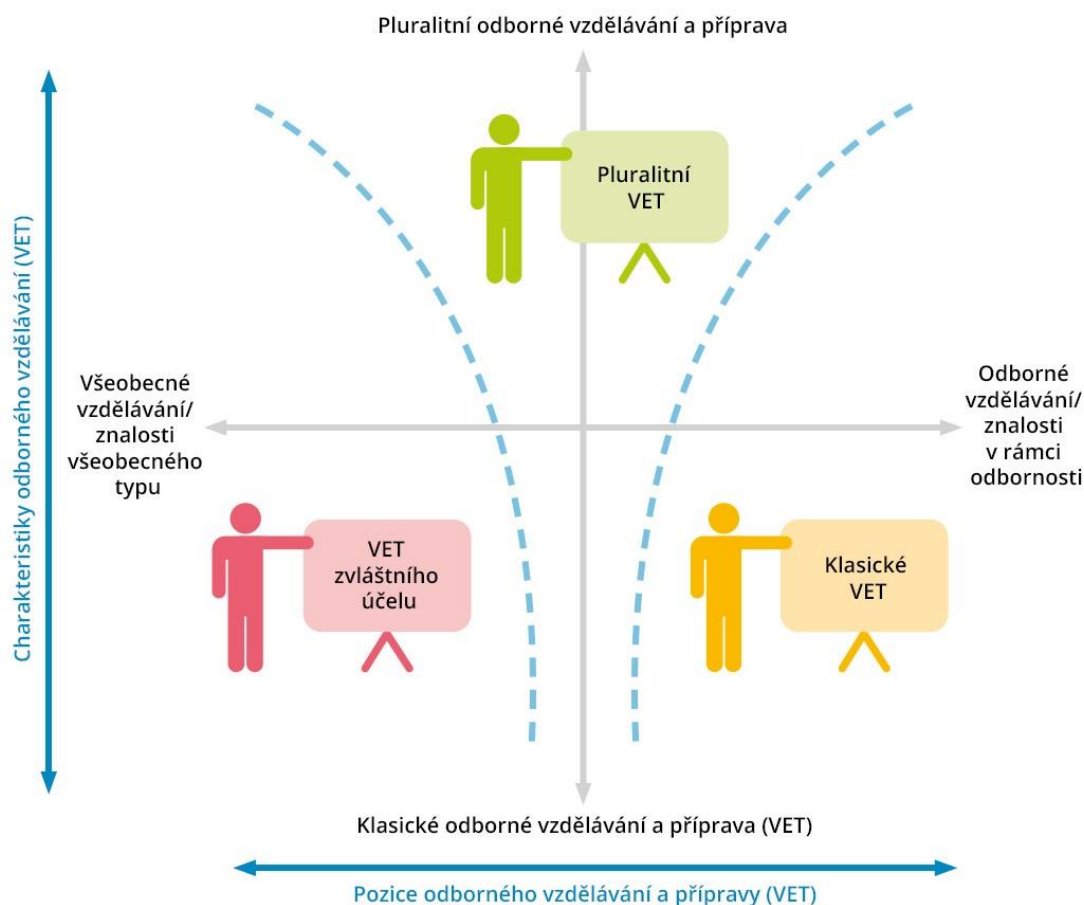 Pluralitní odborné vzdělávání a příprava
Pluralitní
VET
Charakteristiky odborného vzdělávání (VET)
Všeobecné
vzdělávání/
znalosti
všeobecného
typu
Odborné
vzdělávání/
znalosti
v rámci
odbornosti
VET
zvláštního
účelu
Klasické
VET
Klasické odborné vzdělávání a příprava (VET)
Pozice odborného vzdělávání a přípravy (VET)